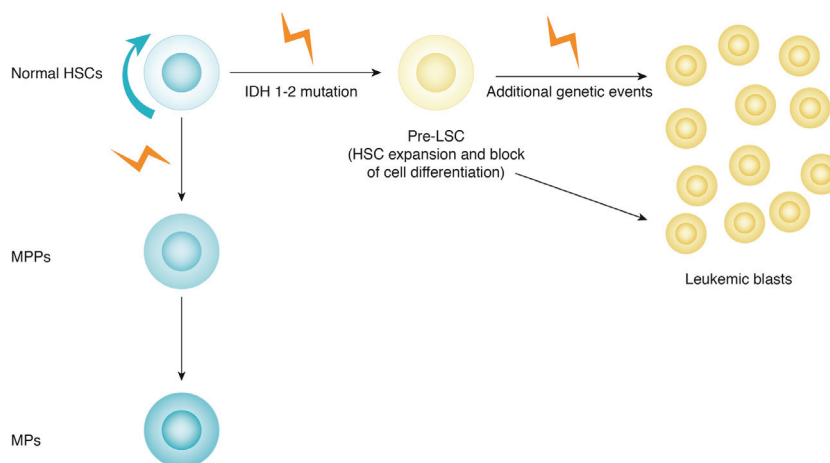 Normal HSCs
IDH 1-2 mutation
Additional genetic events
Pre-LSC
(HSC expansion and block
of cell differentiation)
MPPs
Leukemic blasts
MPs